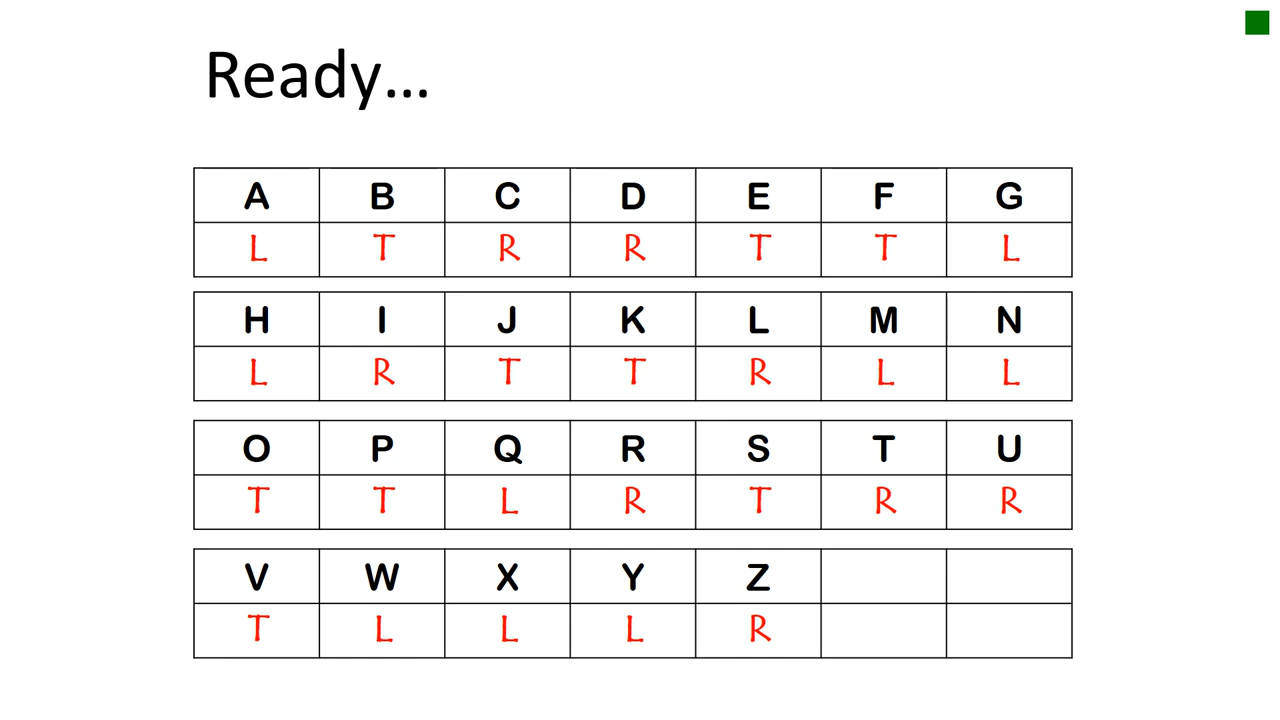 Ready...
A B C D E F G
L T R R T T L
H I J K L M N
L R T T R L L
O P Q R S T U
T T L R T R R
V W X Y Z
T L L L R